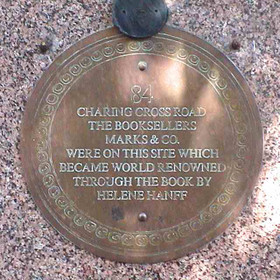 84
CHARING CROSS ROAD
THE BOOKSELLERS
MARKS & CO.
WERE ON THIS SITE WHICH
BECAME WORLD RENOWNED
THROUGH THE BOOK BY
HELENE HANFF